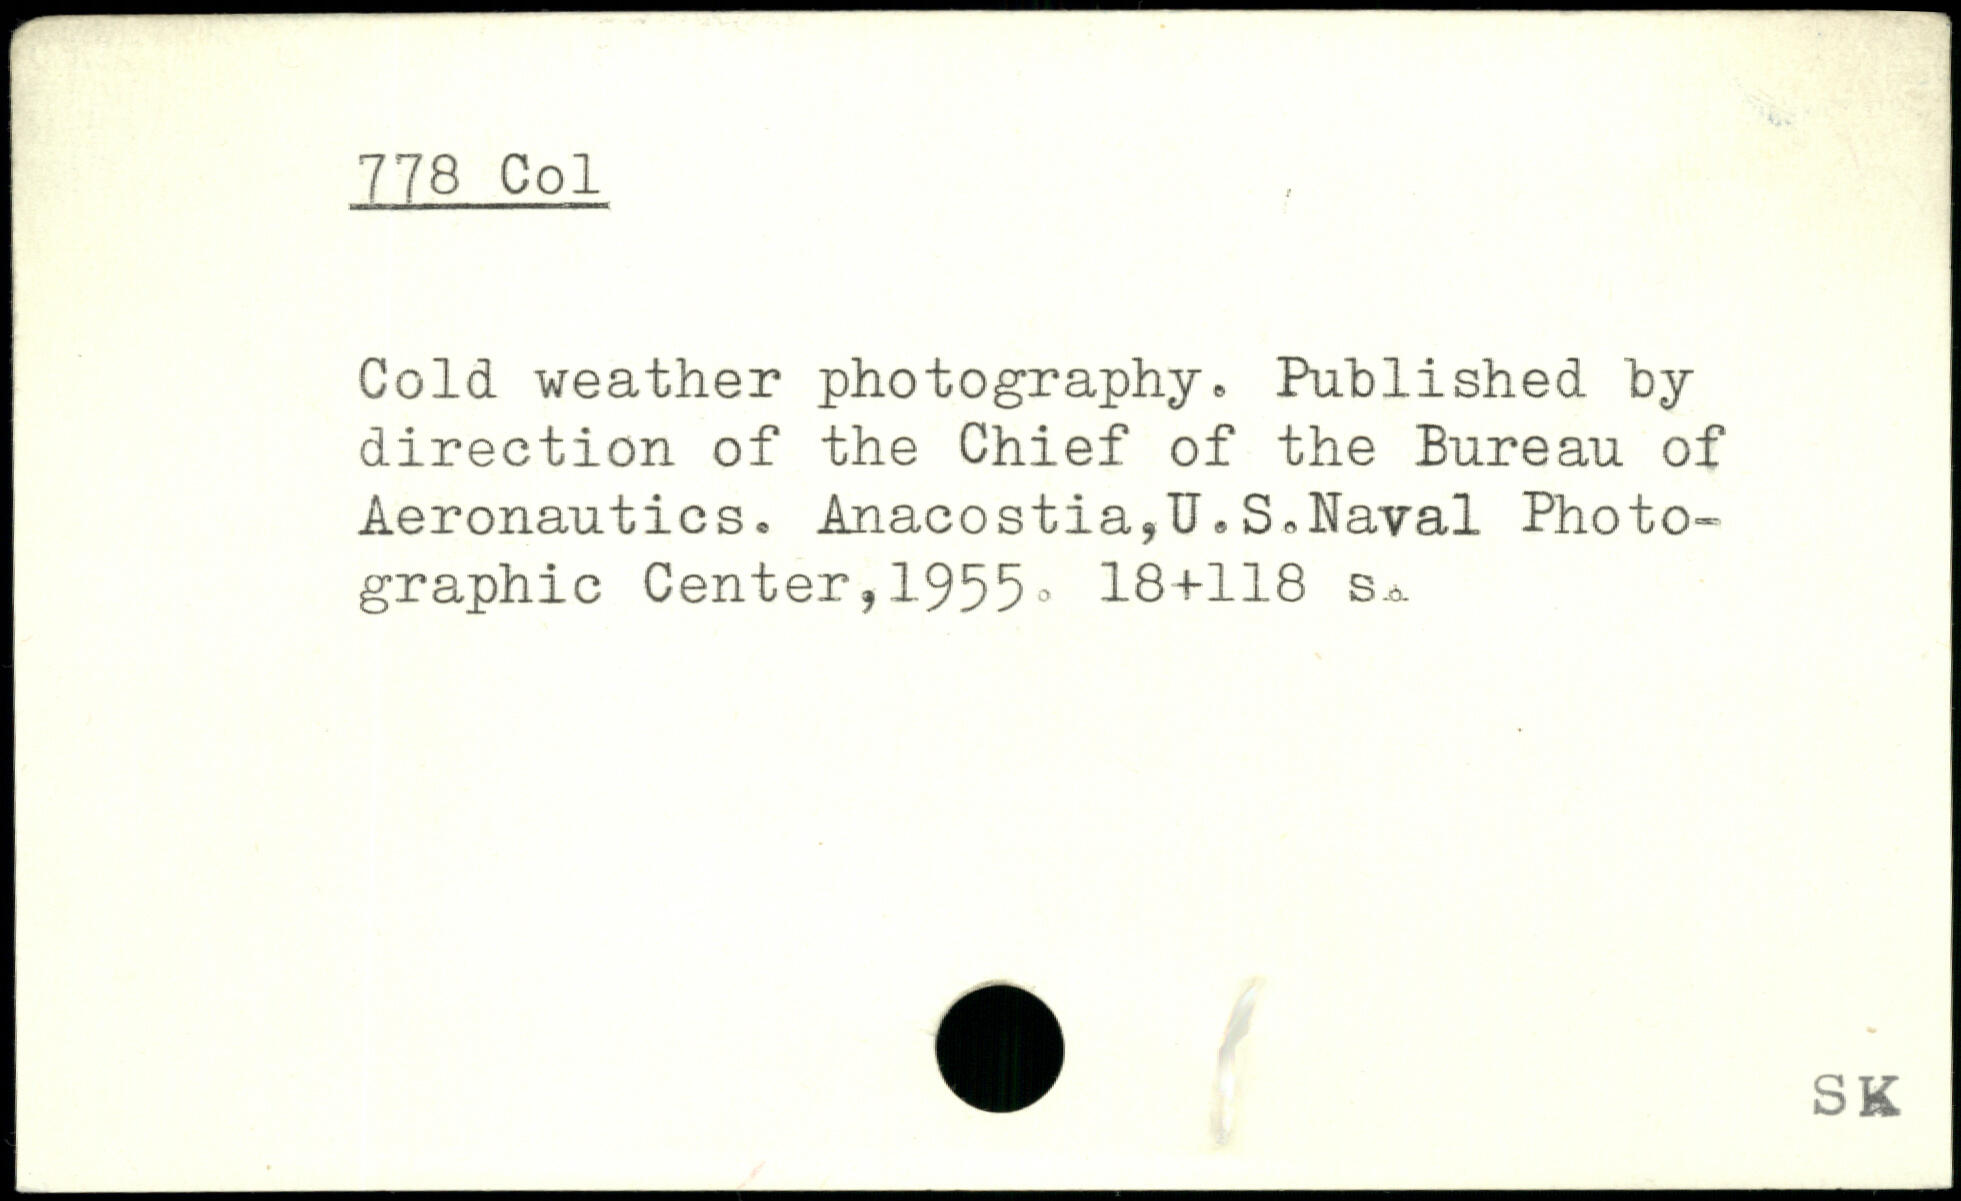 778 Col
Cold weather photography. Published by
direction of the Chief of the Bureau of
Aeronautics. Anacostia,U.S.Naval Photo-
graphic Center,1955. 18+118 s.
SK